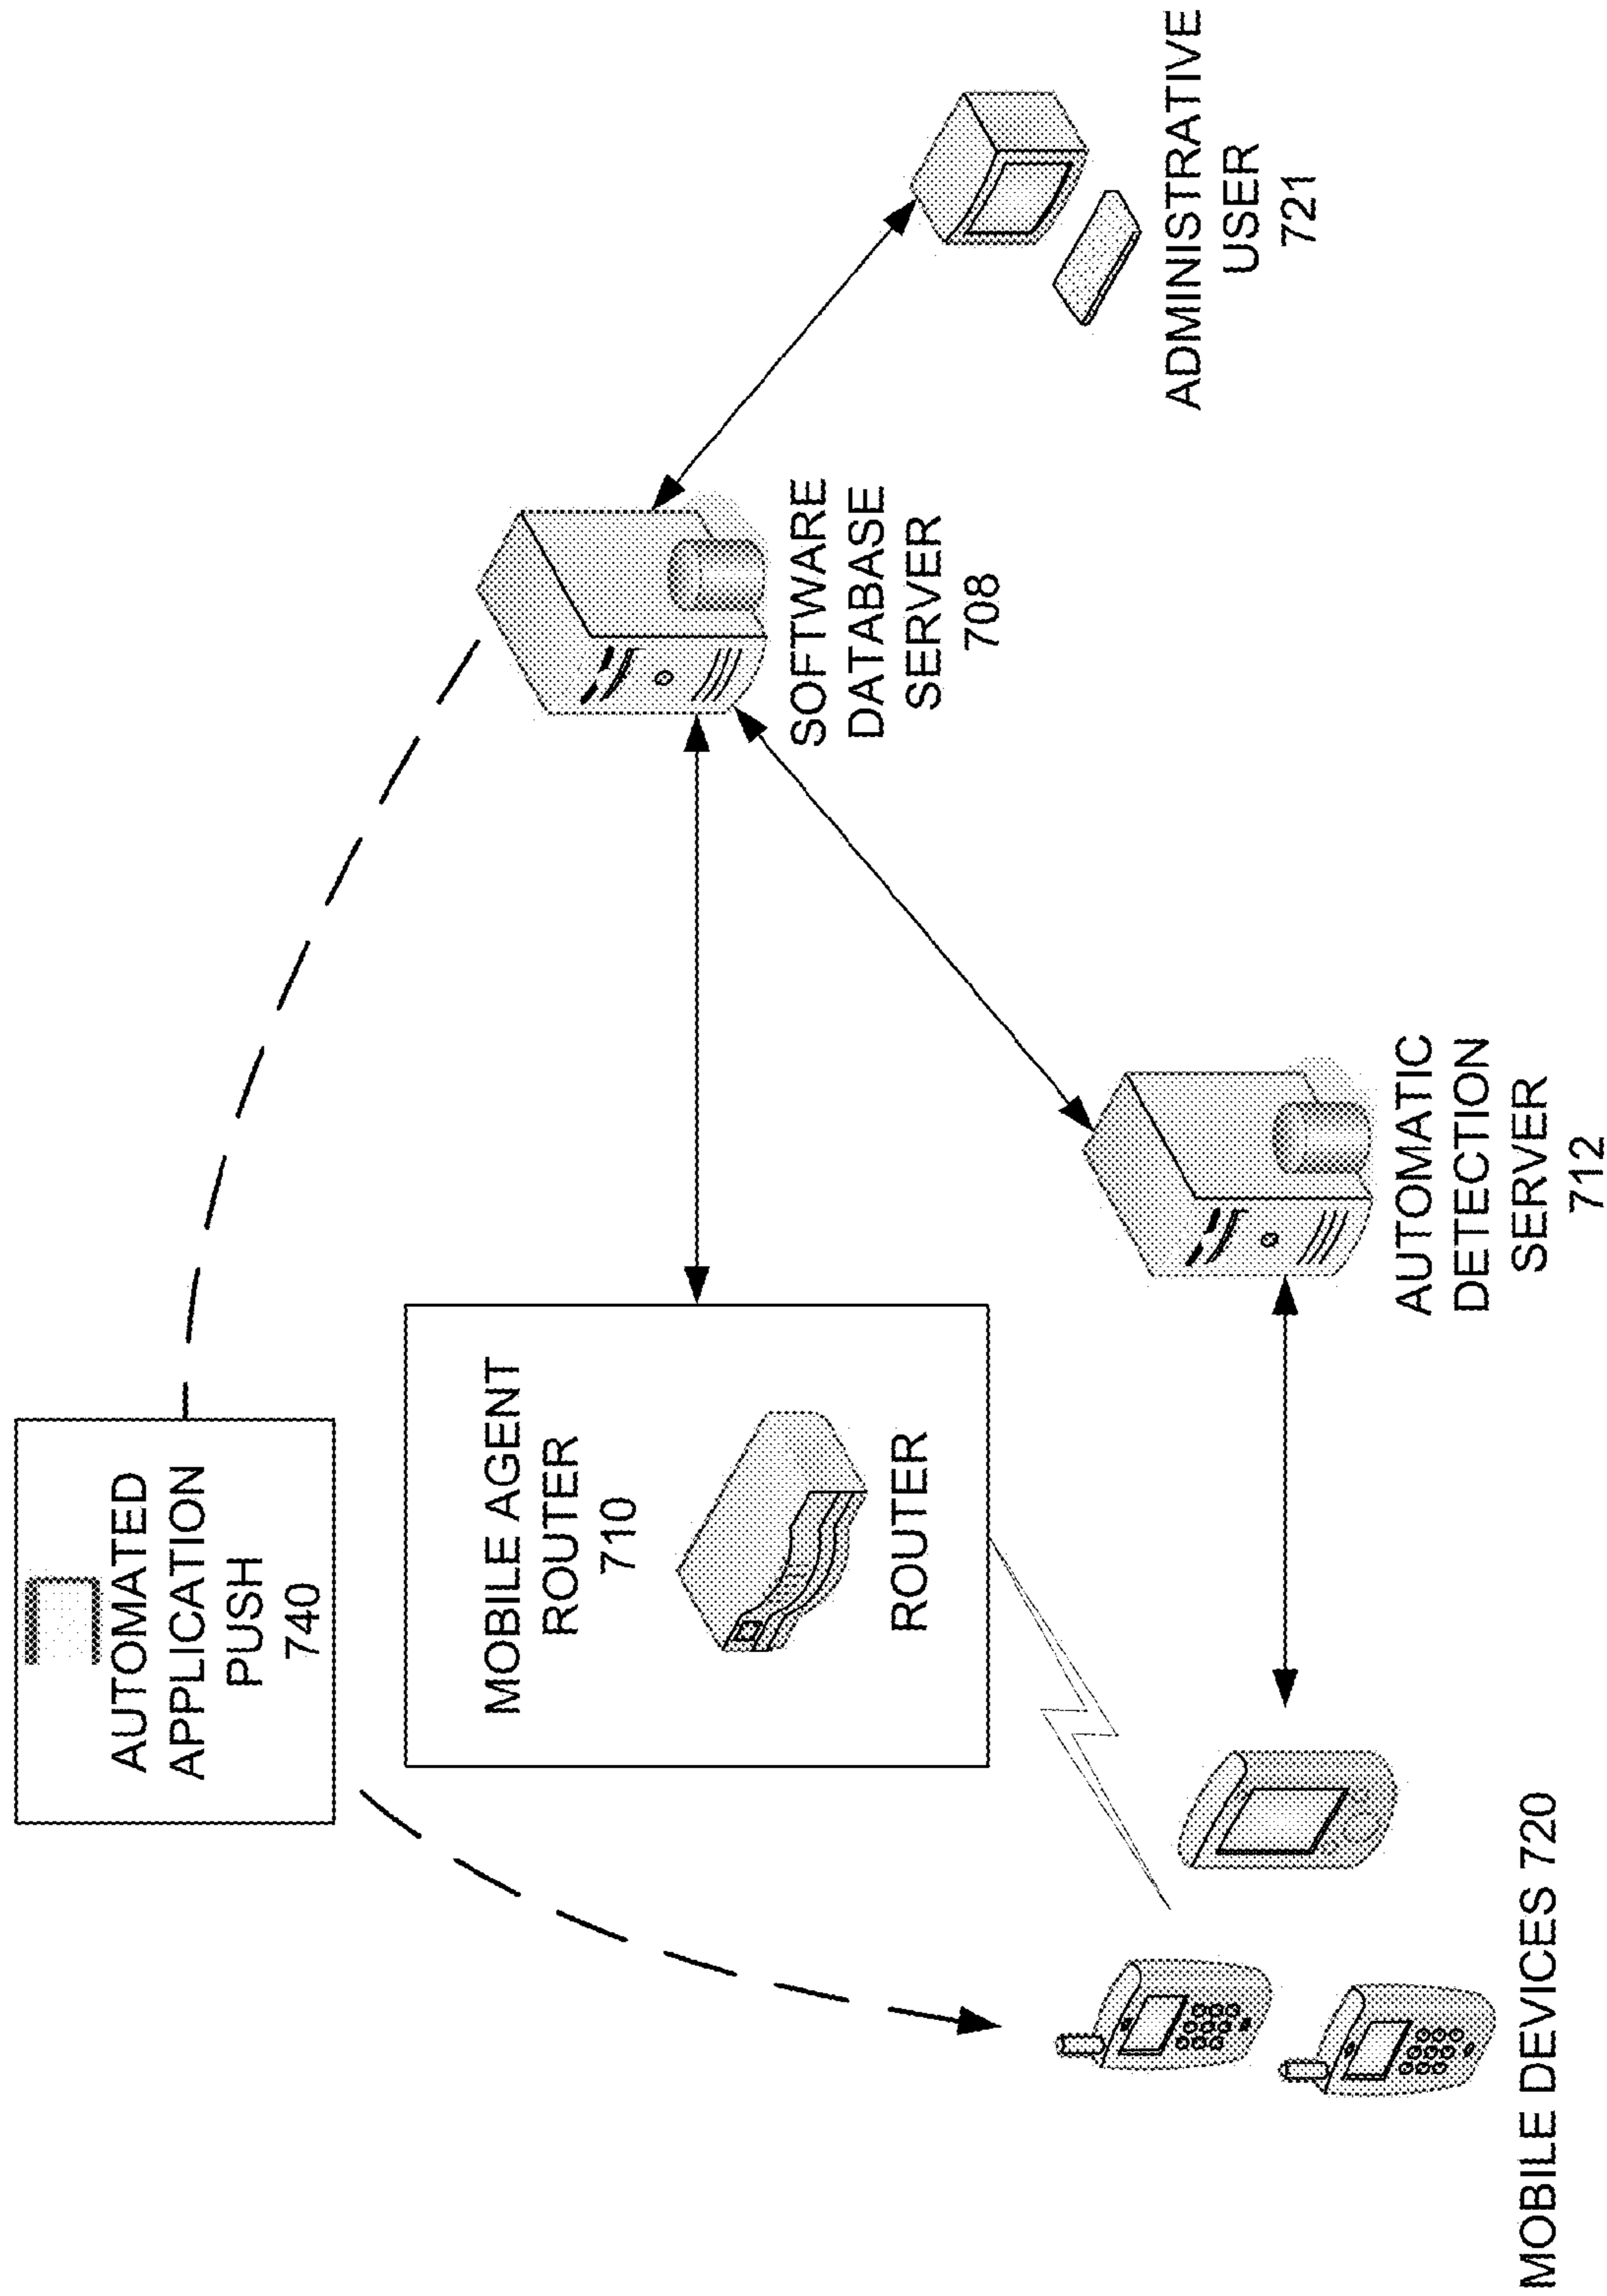 AUTOMATED
APPLICATION
PUSH
740
MOBILE AGENT
ROUTER
710
ROUTER
SOFTWARE
DATABASE
SERVER
708
ADMINISTRATIVE
USER
721
AUTOMATIC
DETECTION
SERVER
712
MOBILE DEVICES 720